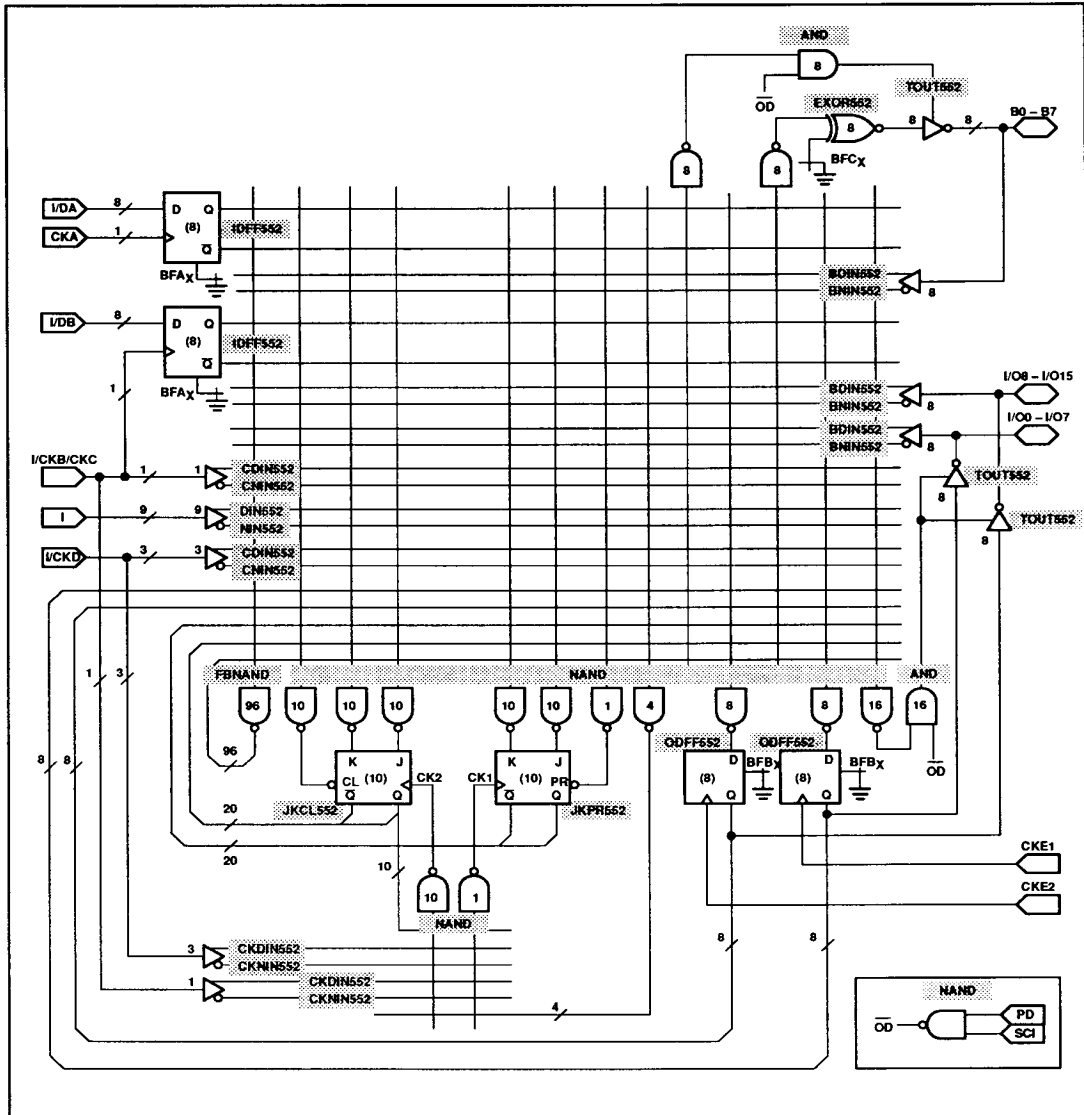 AND
8
OD
TOUT552
EXOR552
8
8
8
B0 – B7
BFCX
8
8
I/DA
8
D Q
(8)
Q
IDFF552
CKA
1
BFAX
BDIN552
BNIN552
8
I/DB
8
D Q
(8)
Q
IDFF552
1
BFAX
I/O8 – I/O15
BDIN552
BNIN552
8
I/O0 – I/O7
BDIN552
BNIN552
8
I/CKB/CKC
1
1
CDIN552
CNIN552
TOUT552
8
I
9
9
DIN552
NIN552
TOUT552
8
I/CKD
3
3
CDIN552
CNIN552
1
3
FBNAND
NAND
AND
96
10
10
10
10
10
1
4
8
8
16
16
96
8
8
ODFF552
ODFF552
OD
K J
(10)
CL
Q Q
CK2
CK1
K J
(10)
PR
Q Q
D
(8)
Q
BFBX
D
(8)
Q
BFBX
20
JKCL552
JKPR552
20
10
10
1
NAND
CKE1
CKE2
8
8
3
CKDIN552
CKNIN552
1
CKDIN552
CKNIN552
4
NAND
OD
PD
SCI